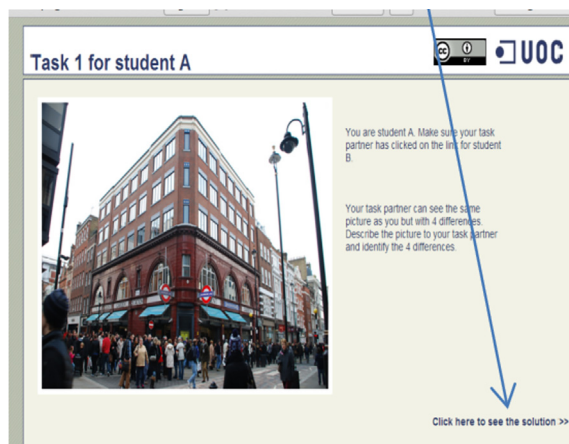 Task 1 for student A
cc
BY
UOC
You are student A. Make sure your task
partner has clicked on the link for student
B.
Your task partner can see the same
picture as you but with 4 differences.
Describe the picture to your task partner
and identify the 4 differences.
Click here to see the solution >>